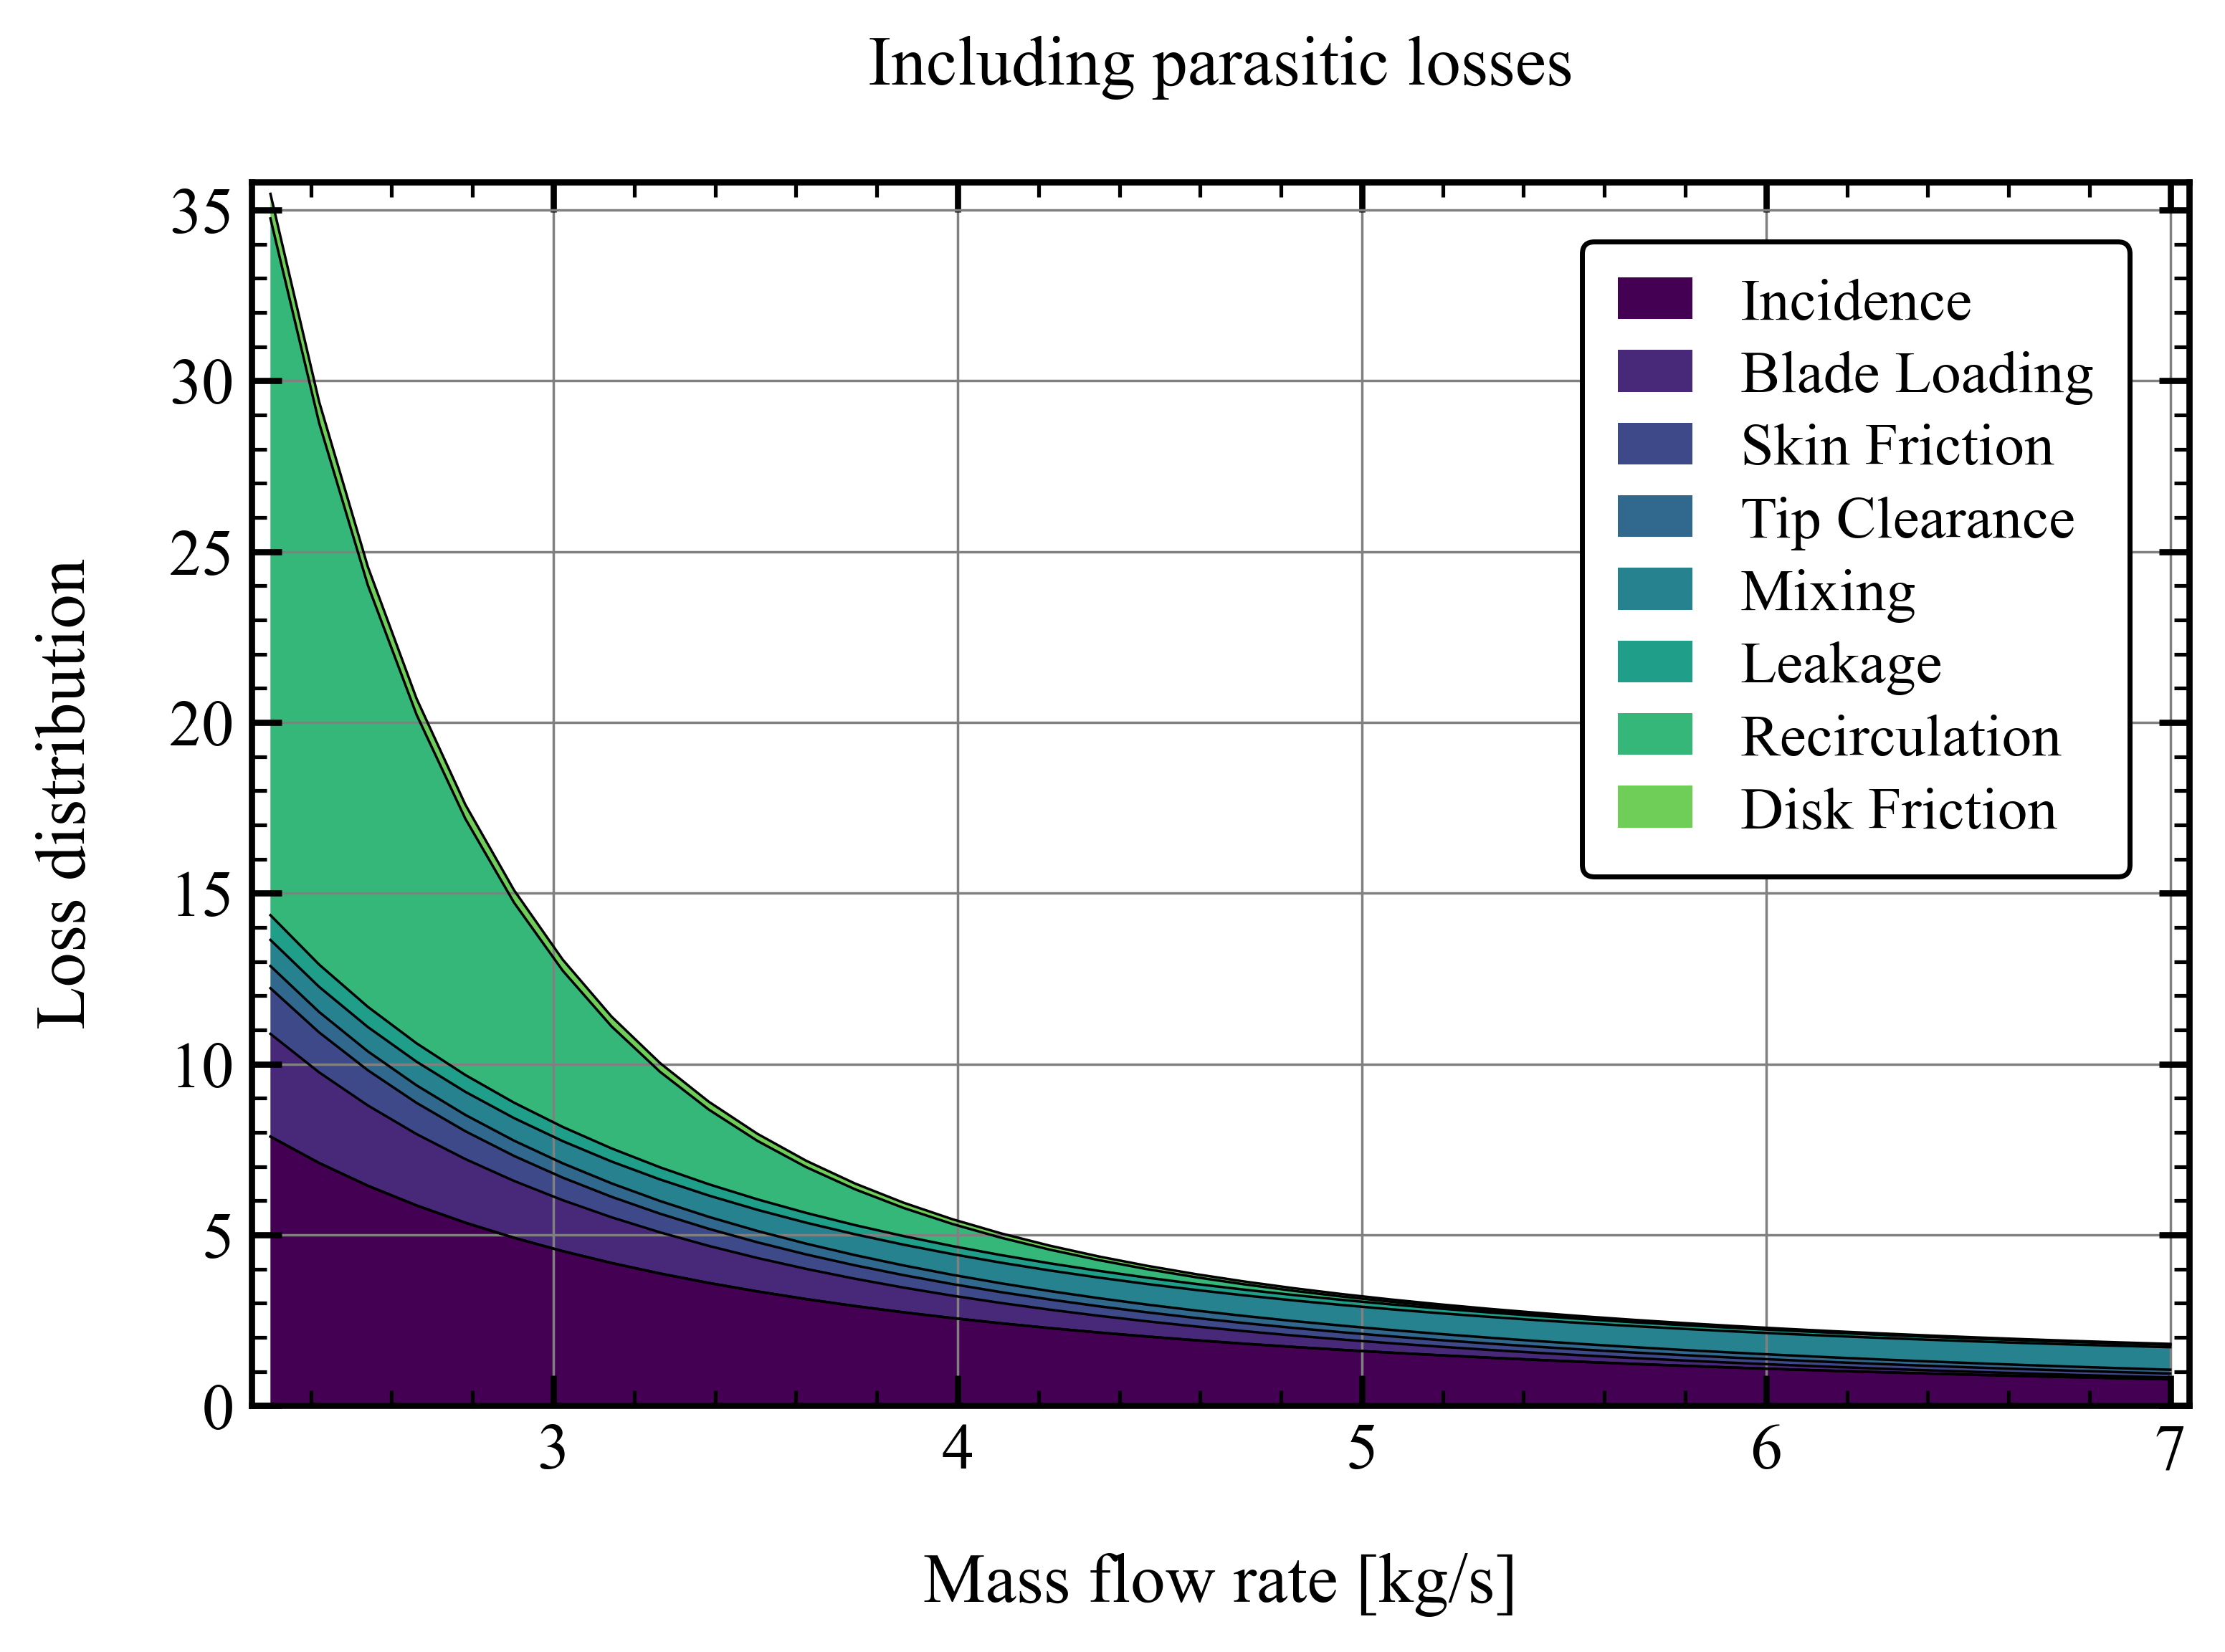 Including parasitic losses
35
30
25
20
15
10
5
0
Loss distribution
Incidence
Blade Loading
Skin Friction
Tip Clearance
Mixing
Leakage
Recirculation
Disk Friction
3 4 5 6 7
Mass flow rate [kg/s]